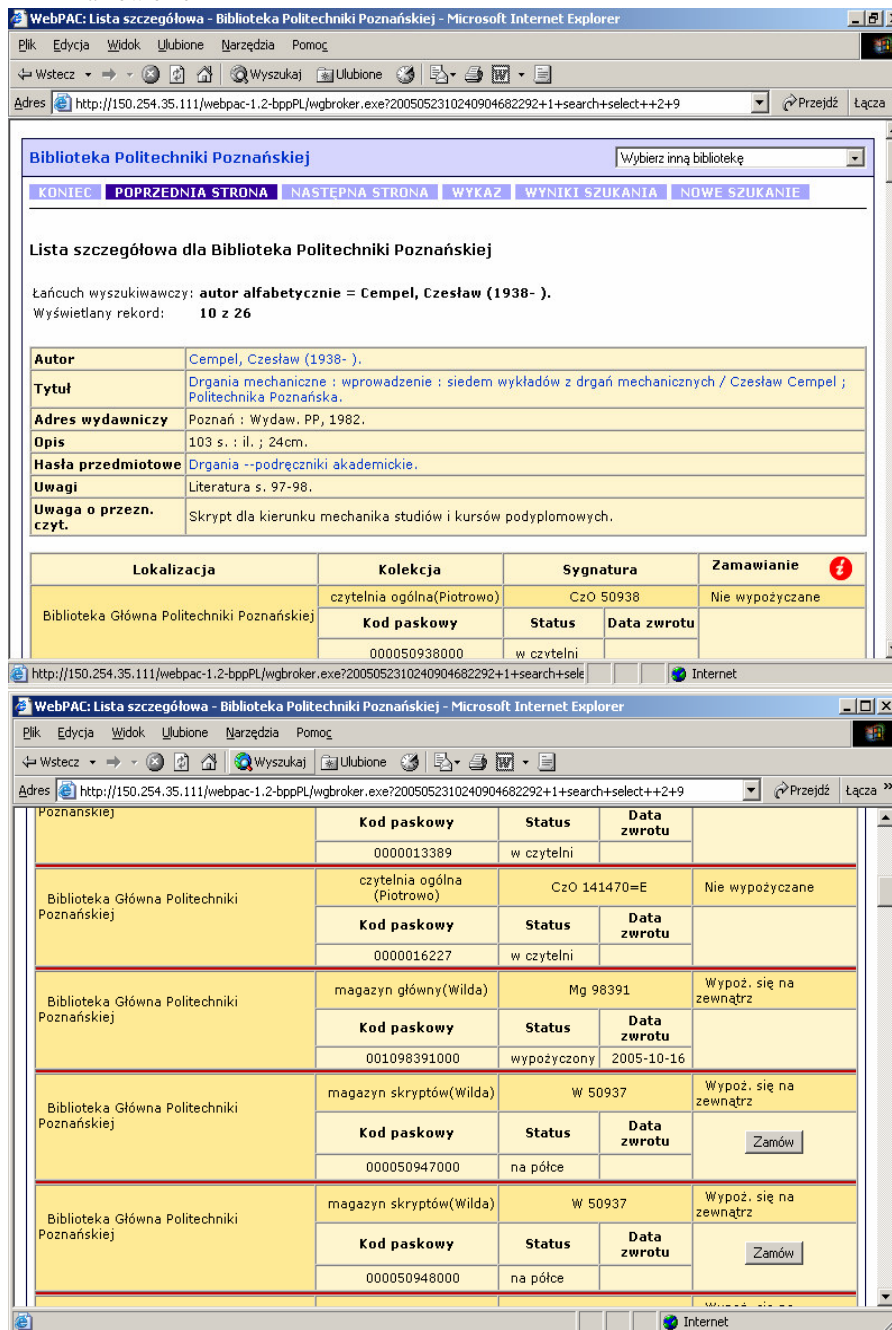 WebPAC: Lista szczegółowa - Biblioteka Politechniki Poznańskiej - Microsoft Internet Explorer
Plik Edycja Widok Ulubione Narzędzia Pomoc
Wstecz Wyszukaj Ulubione
Adres http://150.254.35.111/webpac-1.2-bppPL/wgbroker.exe?2005052310240904682292+1+search+select++2+9 Przejdź Łącza
Biblioteka Politechniki Poznańskiej Wybierz inną bibliotekę
KONIEC POPRZEDNIA STRONA NASTĘPNA STRONA WYKAZ WYNIKI SZUKANIA NOWE SZUKANIE
Lista szczegółowa dla Biblioteka Politechniki Poznańskiej
Łańcuch wyszukiwawczy: autor alfabetycznie = Cempel, Czesław (1938- ).
Wyświetlany rekord: 10 z 26
Autor Cempel, Czesław (1938- ).
Tytuł Drgania mechaniczne : wprowadzenie : siedem wykładów z drgań mechanicznych / Czesław Cempel ;
Politechnika Poznańska.
Adres wydawniczy Poznań : Wydaw. PP, 1982.
Opis 103 s. : il. ; 24cm.
Hasła przedmiotowe Drgania --podręczniki akademickie.
Uwagi Literatura s. 97-98.
Uwaga o przezn.
czyt. Skrypt dla kierunku mechanika studiów i kursów podyplomowych.
Lokalizacja Kolekcja Sygnatura Zamawianie i
czytelnia ogólna(Piotrowo) CzO 50938 Nie wypożyczane
Biblioteka Główna Politechniki Poznańskiej Kod paskowy Status Data zwrotu
000050938000 w czytelni
http://150.254.35.111/webpac-1.2-bppPL/wgbroker.exe?2005052310240904682292+1+search+sele Internet
WebPAC: Lista szczegółowa - Biblioteka Politechniki Poznańskiej - Microsoft Internet Explorer
Plik Edycja Widok Ulubione Narzędzia Pomoc
Wstecz Wyszukaj Ulubione
Adres http://150.254.35.111/webpac-1.2-bppPL/wgbroker.exe?2005052310240904682292+1+search+select++2+9 Przejdź Łącza »
Poznańskiej Kod paskowy Status Data zwrotu
0000013389 w czytelni
czytelnia ogólna
(Piotrowo) CzO 141470=E Nie wypożyczane
Biblioteka Główna Politechniki
Poznańskiej Kod paskowy Status Data zwrotu
0000016227 w czytelni
magazyn główny(Wilda) Mg 98391 Wypoż. się na
zewnątrz
Biblioteka Główna Politechniki
Poznańskiej Kod paskowy Status Data zwrotu
001098391000 wypożyczony 2005-10-16
magazyn skryptów(Wilda) W 50937 Wypoż. się na
zewnątrz
Biblioteka Główna Politechniki
Poznańskiej Kod paskowy Status Data zwrotu Zamów
000050947000 na półce
magazyn skryptów(Wilda) W 50937 Wypoż. się na
zewnątrz
Biblioteka Główna Politechniki
Poznańskiej Kod paskowy Status Data zwrotu Zamów
000050948000 na półce
Internet